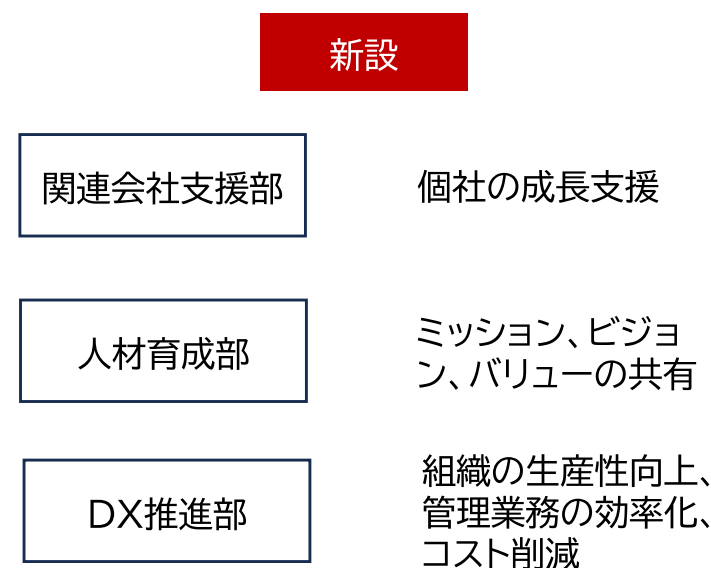 新設
関連会社支援部
個社の成長支援
人材育成部
ミッション、ビジョ
ン、バリューの共有
DX推進部
組織の生産性向上、
管理業務の効率化、
コスト削減